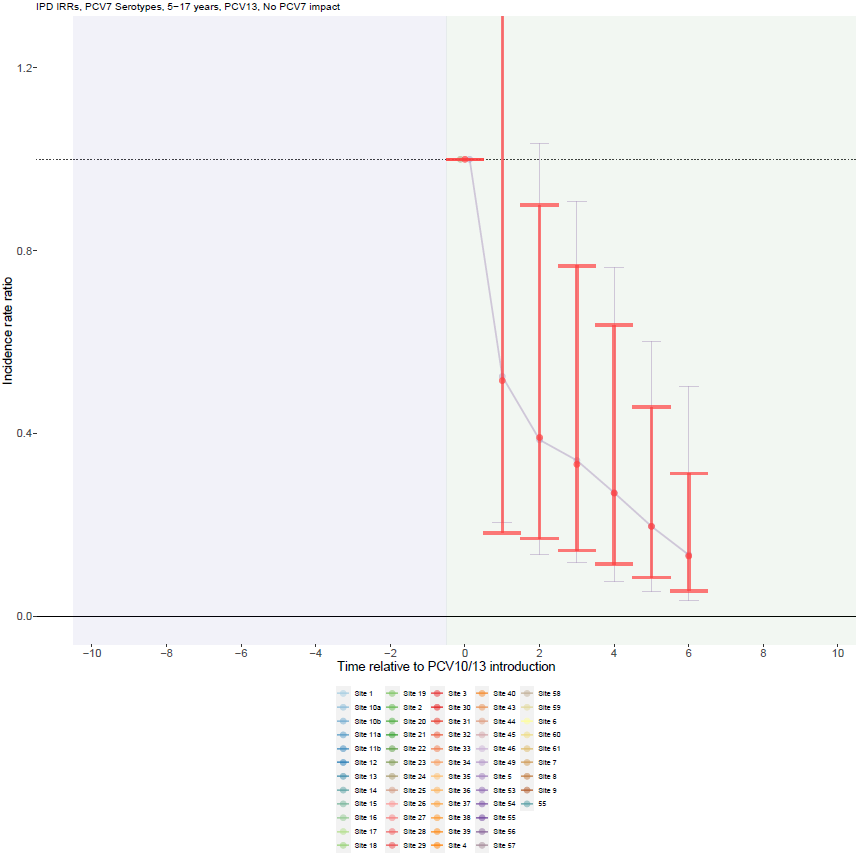 IPD IRRs, PCV7 Serotypes, 5−17 years, PCV13, No PCV7 impact
Incidence rate ratio
1.2
0.8
0.4
0.0
−10 −8 −6 −4 −2 0 2 4 6 8 10
Time relative to PCV10/13 introduction
Site 1 Site 19 Site 3 Site 40 Site 58
Site 10a Site 2 Site 30 Site 43 Site 59
Site 10b Site 20 Site 31 Site 44 Site 6
Site 11a Site 21 Site 32 Site 45 Site 60
Site 11b Site 22 Site 33 Site 46 Site 61
Site 12 Site 23 Site 34 Site 49 Site 7
Site 13 Site 24 Site 35 Site 5 Site 8
Site 14 Site 25 Site 36 Site 53 Site 9
Site 15 Site 26 Site 37 Site 54 55
Site 16 Site 27 Site 38 Site 55
Site 17 Site 28 Site 39 Site 56
Site 18 Site 29 Site 4 Site 57